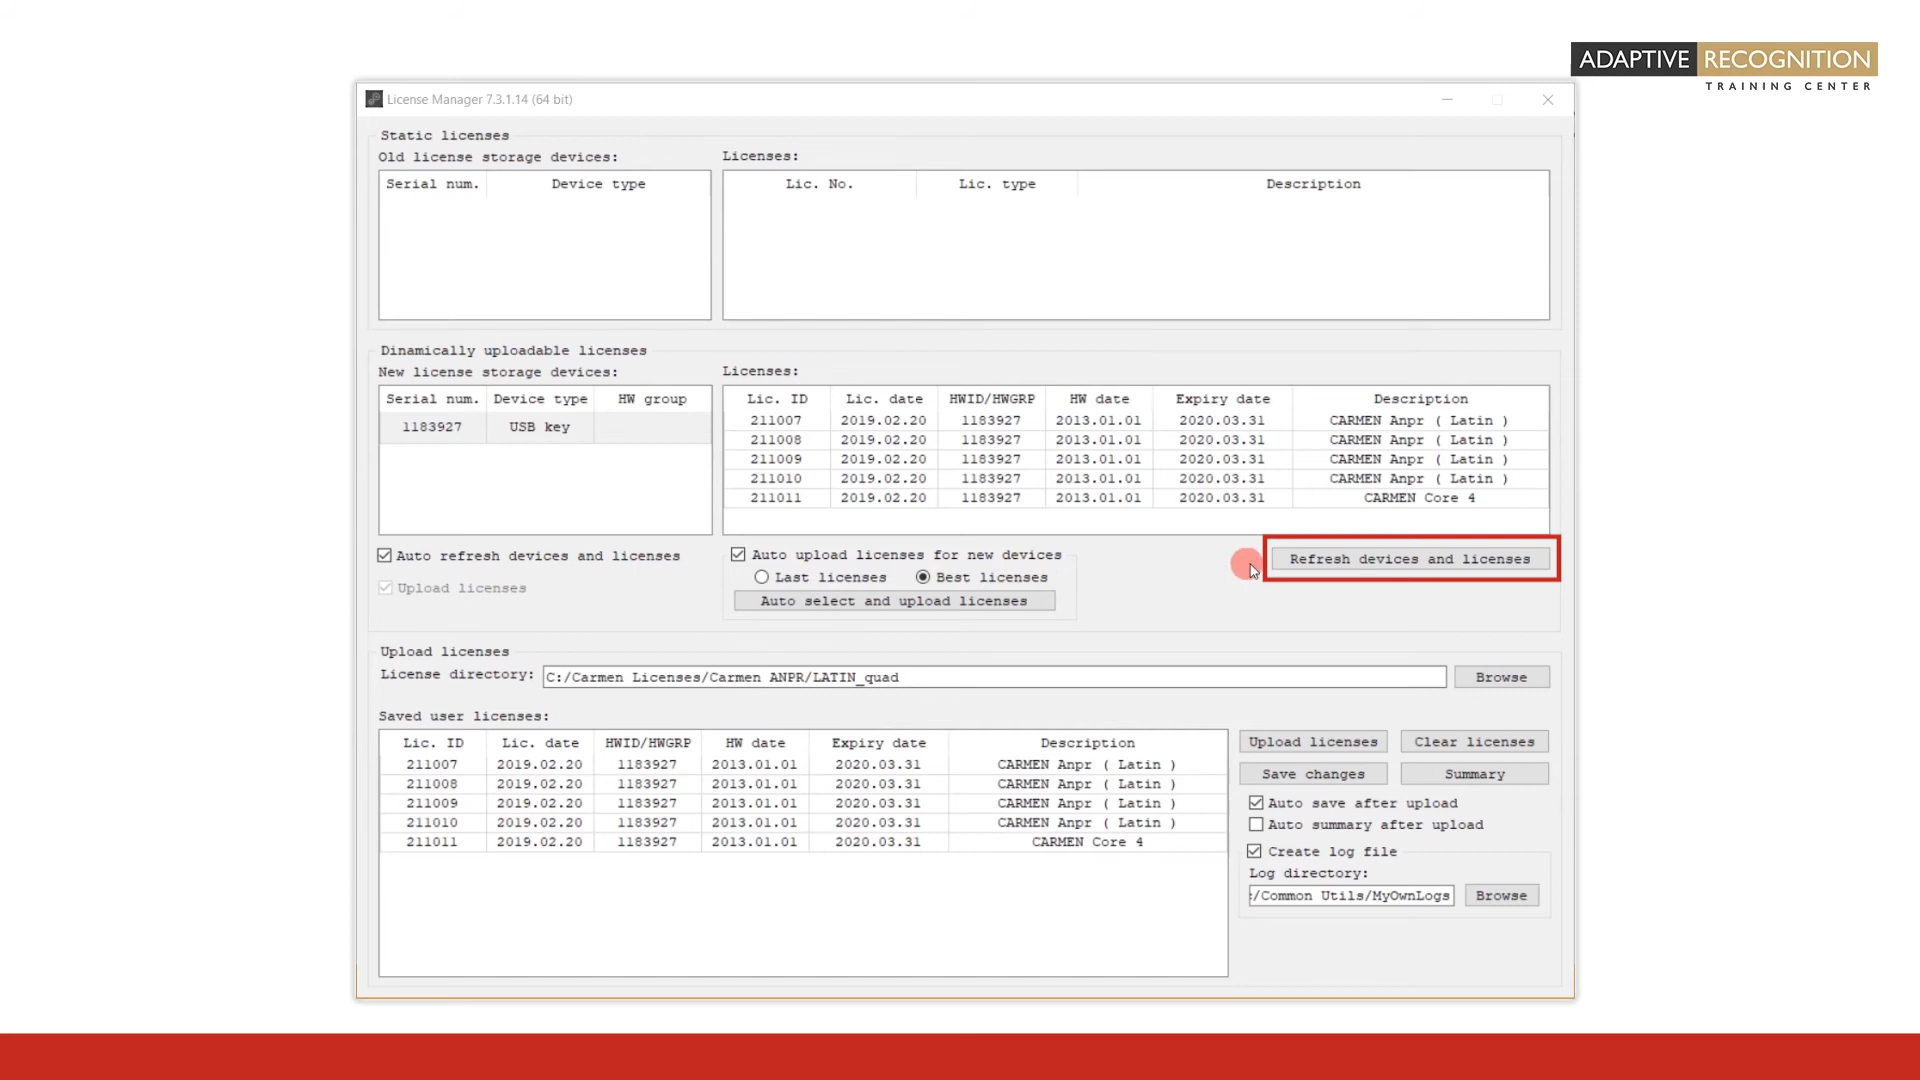 ADAPTIVE RECOGNITION
TRAINING CENTER
License Manager 7.3.1.14 (64 bit)
Static licenses
Old license storage devices:
Licenses:
Serial num. Device type
Lic. No. Lic. type Description
Dinamically uploadable licenses
New license storage devices:
Licenses:
Serial num. Device type HW group
1183927 USB key
Lic. ID Lic. date HWID/HWGRP HW date Expiry date Description
211007 2019.02.20 1183927 2013.01.01 2020.03.31 CARMEN Anpr ( Latin )
211008 2019.02.20 1183927 2013.01.01 2020.03.31 CARMEN Anpr ( Latin )
211009 2019.02.20 1183927 2013.01.01 2020.03.31 CARMEN Anpr ( Latin )
211010 2019.02.20 1183927 2013.01.01 2020.03.31 CARMEN Anpr ( Latin )
211011 2019.02.20 1183927 2013.01.01 2020.03.31 CARMEN Core 4
Auto refresh devices and licenses
Upload licenses
Auto upload licenses for new devices
Last licenses Best licenses
Auto select and upload licenses
Refresh devices and licenses
Upload licenses
License directory: C:/Carmen Licenses/Carmen ANPR/LATIN_quad Browse
Saved user licenses:
Lic. ID Lic. date HWID/HWGRP HW date Expiry date Description
211007 2019.02.20 1183927 2013.01.01 2020.03.31 CARMEN Anpr ( Latin )
211008 2019.02.20 1183927 2013.01.01 2020.03.31 CARMEN Anpr ( Latin )
211009 2019.02.20 1183927 2013.01.01 2020.03.31 CARMEN Anpr ( Latin )
211010 2019.02.20 1183927 2013.01.01 2020.03.31 CARMEN Anpr ( Latin )
211011 2019.02.20 1183927 2013.01.01 2020.03.31 CARMEN Core 4
Upload licenses Clear licenses
Save changes Summary
Auto save after upload
Auto summary after upload
Create log file
Log directory:
:/Common Utils/MyOwnLogs Browse